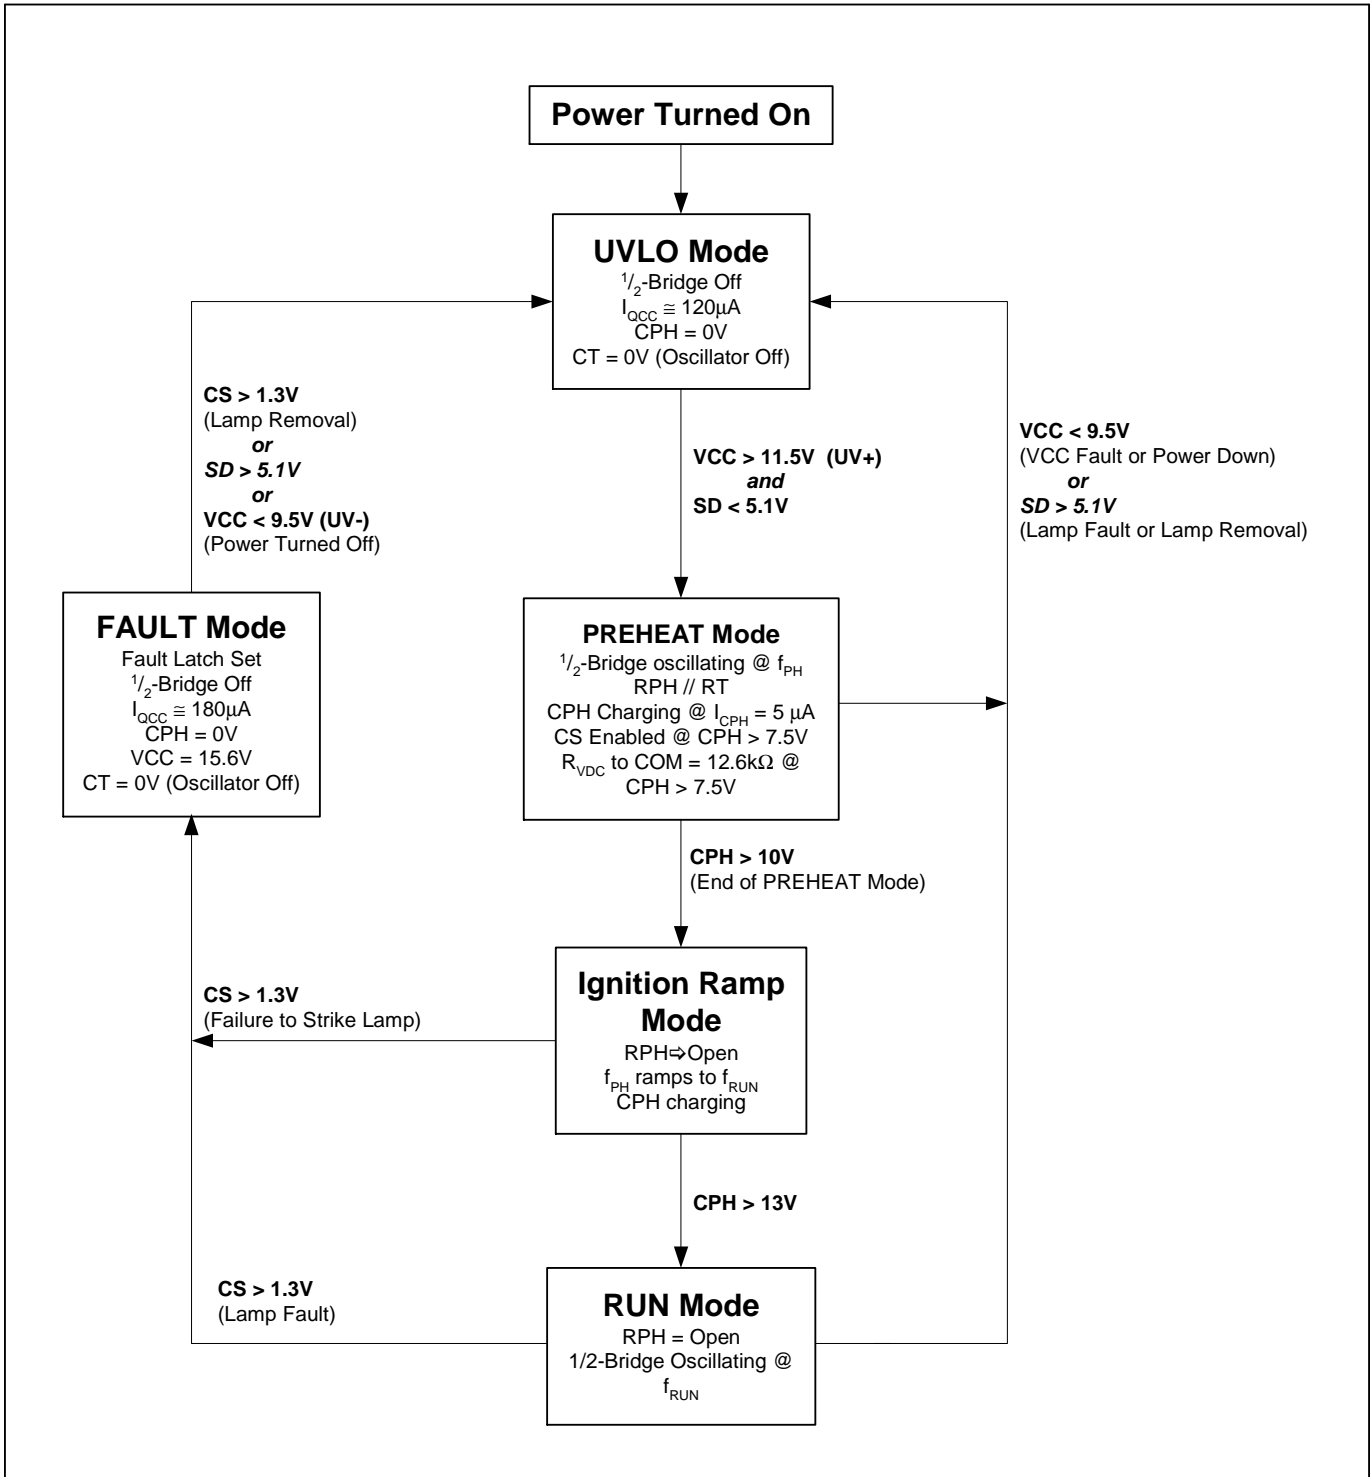 Power Turned On
UVLO Mode
1/2-Bridge Off
IQCC ≅ 120µA
CPH = 0V
CT = 0V (Oscillator Off)
CS > 1.3V
(Lamp Removal)
or
SD > 5.1V
or
VCC < 9.5V (UV-)
(Power Turned Off)
VCC > 11.5V (UV+)
and
SD < 5.1V
VCC < 9.5V
(VCC Fault or Power Down)
or
SD > 5.1V
(Lamp Fault or Lamp Removal)
FAULT Mode
Fault Latch Set
1/2-Bridge Off
IQCC ≅ 180µA
CPH = 0V
VCC = 15.6V
CT = 0V (Oscillator Off)
PREHEAT Mode
1/2-Bridge oscillating @ fPH
RPH // RT
CPH Charging @ ICPH = 5 µA
CS Enabled @ CPH > 7.5V
RVDC to COM = 12.6kΩ @
CPH > 7.5V
CPH > 10V
(End of PREHEAT Mode)
CS > 1.3V
(Failure to Strike Lamp)
Ignition Ramp
Mode
RPH⇨Open
fPH ramps to fRUN
CPH charging
CPH > 13V
CS > 1.3V
(Lamp Fault)
RUN Mode
RPH = Open
1/2-Bridge Oscillating @
fRUN